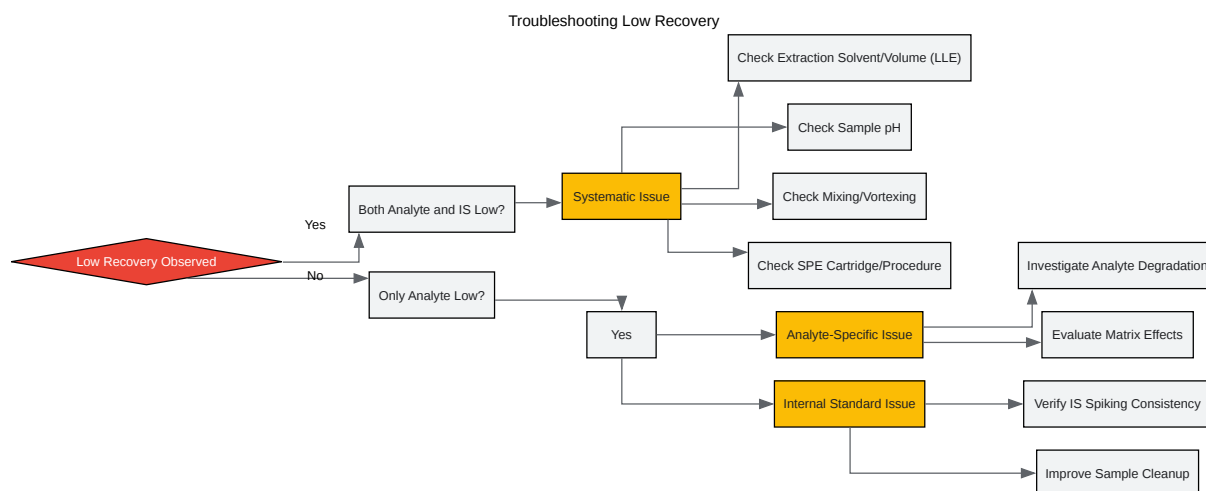 Troubleshooting Low Recovery
Check Extraction Solvent/Volume (LLE)
Check Sample pH
Both Analyte and IS Low?
Systematic Issue
Check Mixing/Vortexing
Yes
Low Recovery Observed
No
Check SPE Cartridge/Procedure
Investigate Analyte Degradation
Only Analyte Low?
Yes
Analyte-Specific Issue
Evaluate Matrix Effects
Internal Standard Issue
Verify IS Spiking Consistency
Improve Sample Cleanup